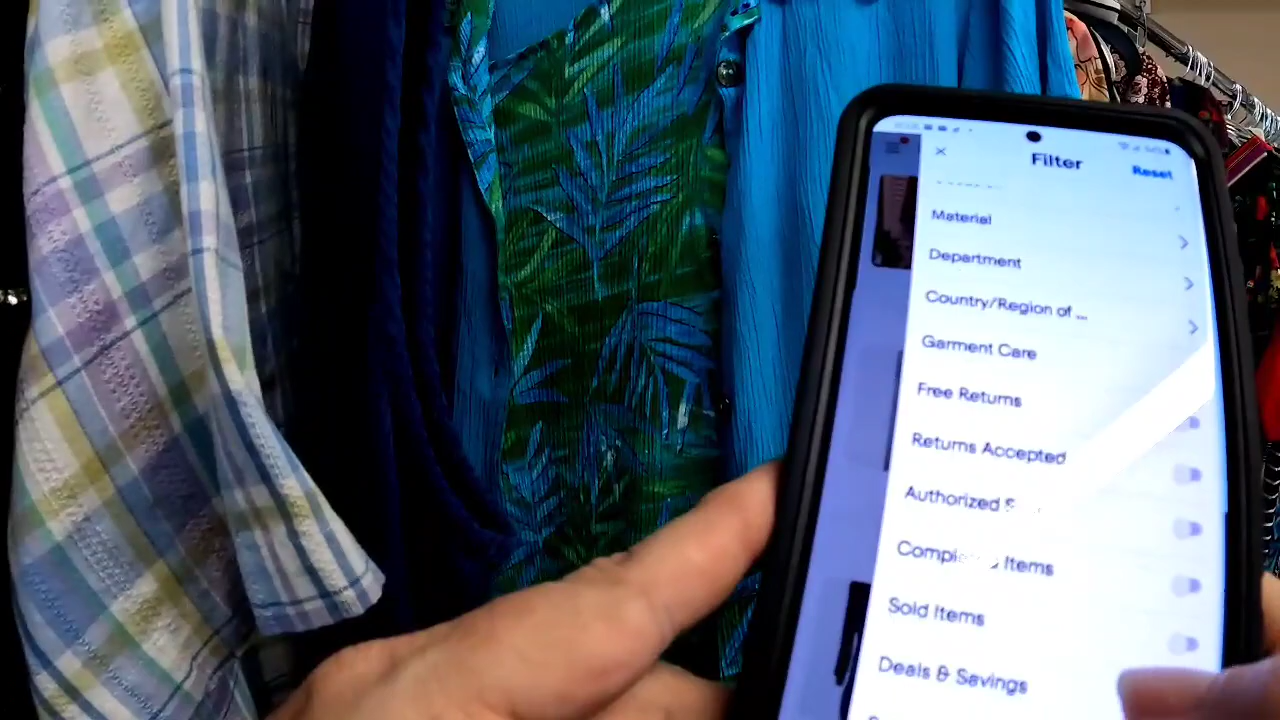 Filter
Reset
Material
Department
Country/Region of ...
Garment Care
Free Returns
Returns Accepted
Authorized
Items
Sold Items
Deals & Savings